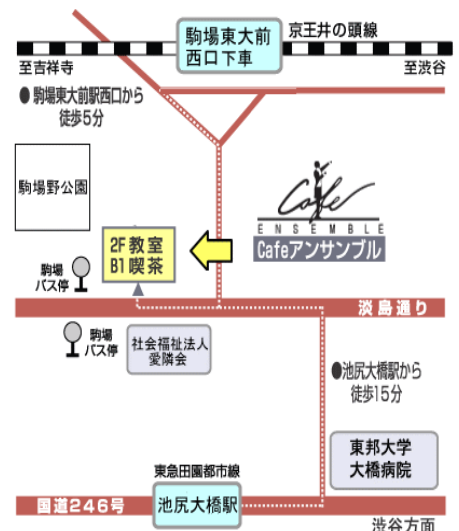 京王井の頭線
駒場東大前
西口下車
至吉祥寺
至渋谷
●駒場東大前駅西口から
徒歩5分
駒場野公園
Cafe
ENSEMBLE
Cafeアンサンブル
2F教室
B1喫茶
駒場
バス停
淡島通り
駒場
バス停
社会福祉法人
愛隣会
●池尻大橋駅から
徒歩15分
東邦大学
大橋病院
東急田園都市線
国道246号
池尻大橋駅
渋谷方面